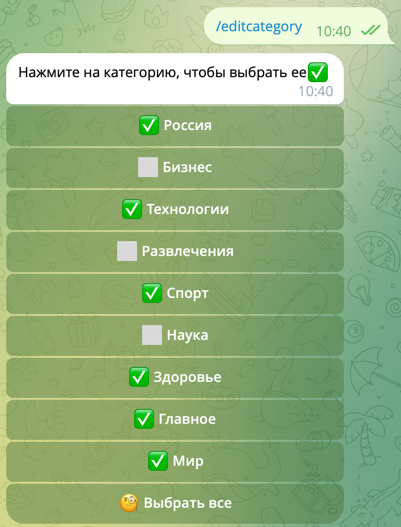 /editcategory 10:40
Нажмите на категорию, чтобы выбрать ее✅
10:40
✅ Россия
⬜ Бизнес
✅ Технологии
⬜ Развлечения
✅ Спорт
⬜ Наука
✅ Здоровье
✅ Главное
✅ Мир
🧐 Выбрать все